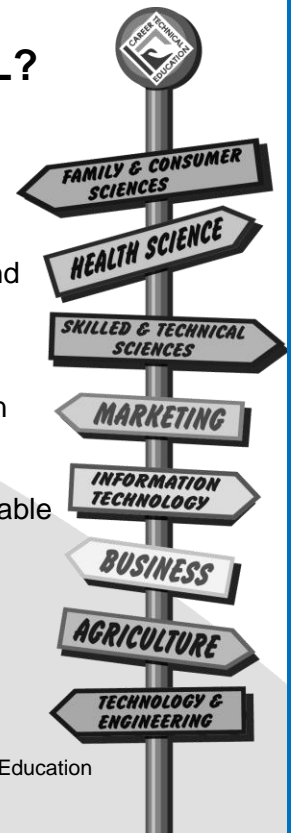 L?
CAREER TECHNICAL
EDUCATION
FAMILY & CONSUMER
SCIENCES
HEALTH SCIENCE
nd
SKILLED & TECHNICAL
SCIENCES
n
MARKETING
INFORMATION
TECHNOLOGY
able
BUSINESS
AGRICULTURE
TECHNOLOGY &
ENGINEERING
Education